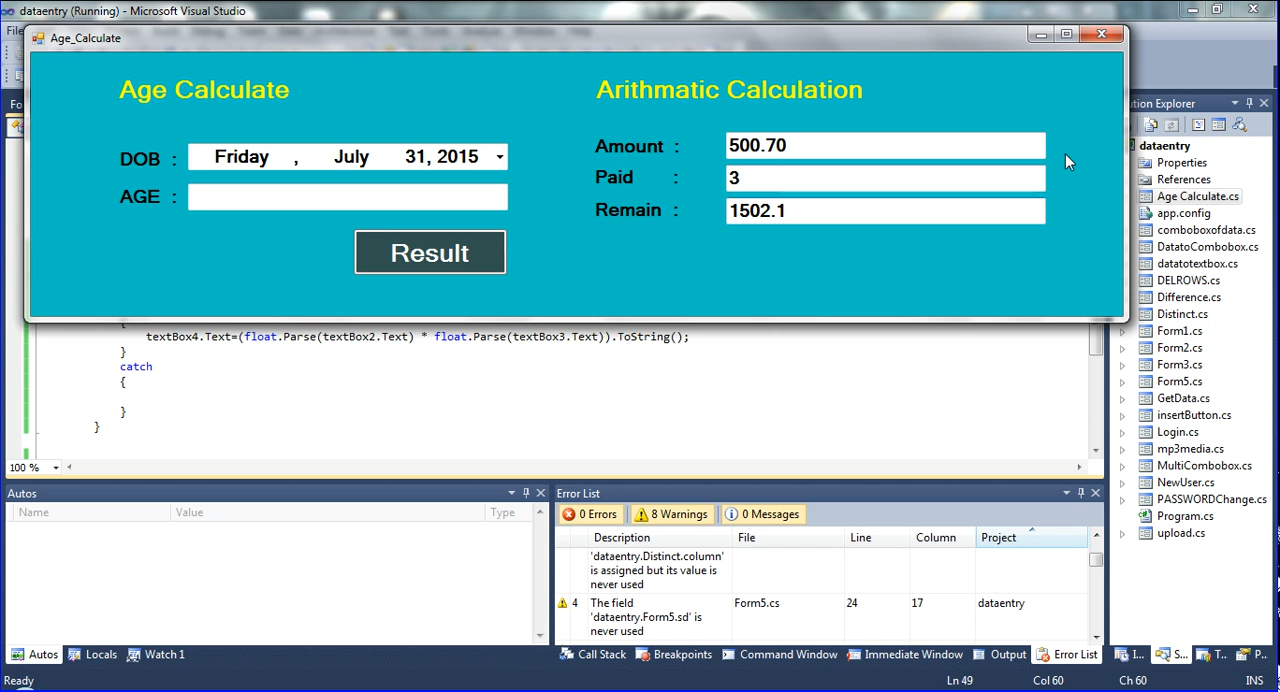 dataentry (Running) - Microsoft Visual Studio
Age_Calculate
Age Calculate
Arithmatic Calculation
DOB :
Friday , July 31, 2015
AGE :
Result
Amount :
500.70
Paid :
3
Remain :
1502.1
{
textBox4.Text=(float.Parse(textBox2.Text) * float.Parse(textBox3.Text)).ToString();
}
catch
{
}
}
100 %
Autos
Name Value Type
Error List
0 Errors 8 Warnings 0 Messages
Description File Line Column Project
'dataentry.Distinct.column'
is assigned but its value is
never used
4 The field Form5.cs 24 17 dataentry
'dataentry.Form5.sd' is
never used
ution Explorer
dataentry
Properties
References
Age Calculate.cs
app.config
comboboxofdata.cs
DatatoCombobox.cs
datatotextbox.cs
DELROWS.cs
Difference.cs
Distinct.cs
Form1.cs
Form2.cs
Form3.cs
Form5.cs
GetData.cs
insertButton.cs
Login.cs
mp3media.cs
MultiCombobox.cs
NewUser.cs
PASSWORDChange.cs
Program.cs
upload.cs
Autos Locals Watch 1
Call Stack Breakpoints Command Window Immediate Window Output Error List
I... S... T... P...
Ready Ln 49 Col 60 Ch 60 INS